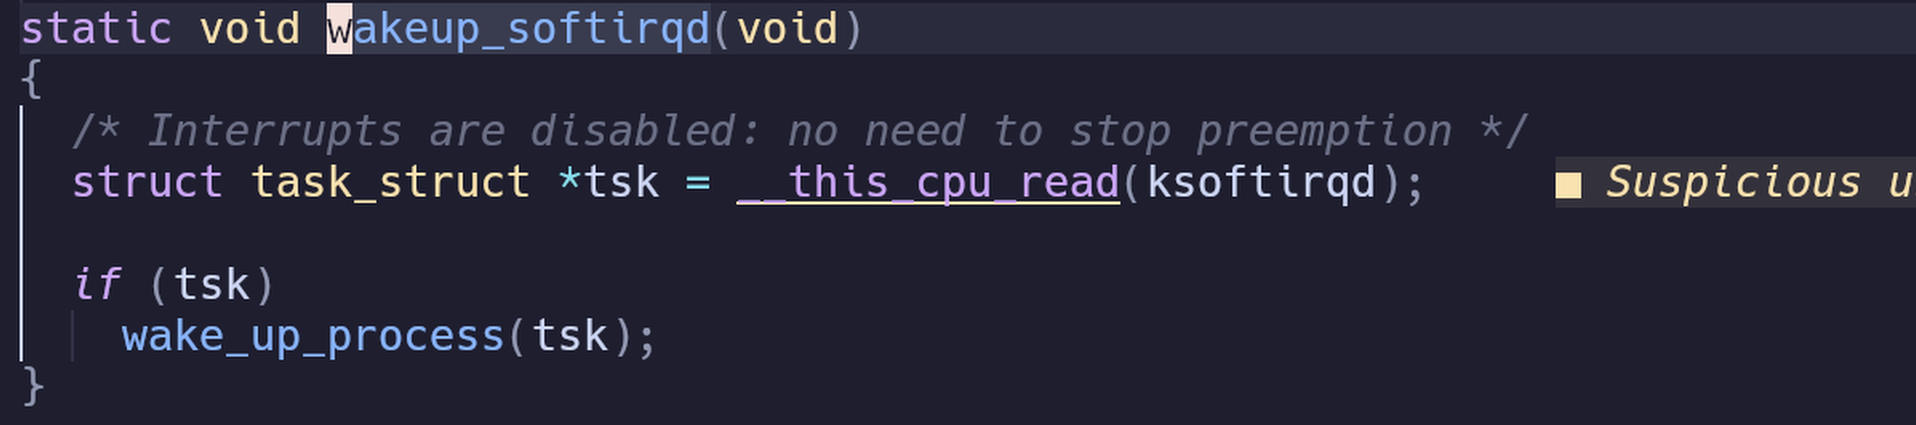 static void wakeup_softirqd(void)
{
/* Interrupts are disabled: no need to stop preemption */
struct task_struct *tsk = __this_cpu_read(ksoftirqd); ■ Suspicious u
if (tsk)
wake_up_process(tsk);
}